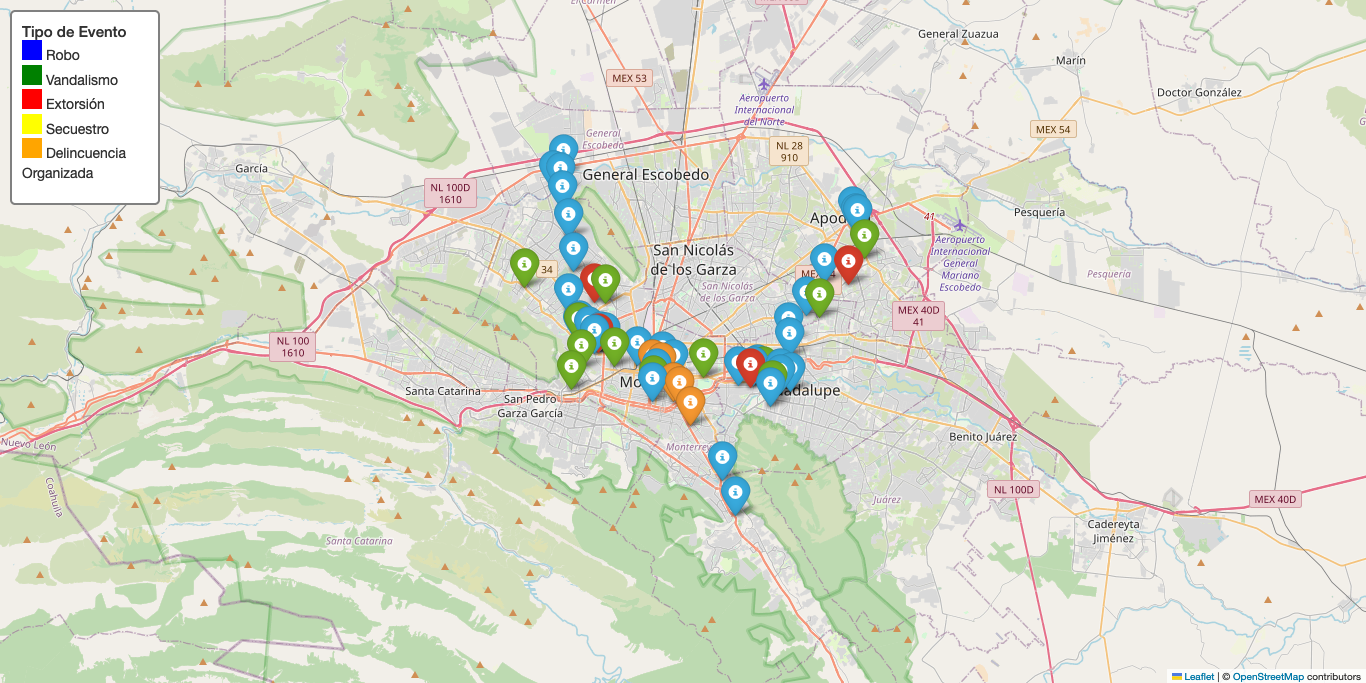 Tipo de Evento
Robo
Vandalismo
Extorsión
Secuestro
Delincuencia
Organizada
El Carmen
General Zuazua
Marín
Doctor González
MEX 53
Aeropuerto
Internacional
del Norte
MEX 54
General
Escobedo
NL 28
910
García
General Escobedo
NL 100D
1610
Apod
41
Pesquería
San Nicolás
de los Garza
Aeropuerto
Internacional
General
Mariano
Escobedo
34
MEX
Pesquería
San Nicolás
de los Garza
MEX 40D
41
NL 100
1610
Mo
Santa Catarina
San Pedro
Garza García
adalupe
Nuevo León
Monterrey
Benito Juárez
Coahuila
NL 100D
Juárez
MEX 40D
Cadereyta
Jiménez
Santa Catarina
Leaflet | © OpenStreetMap contributors